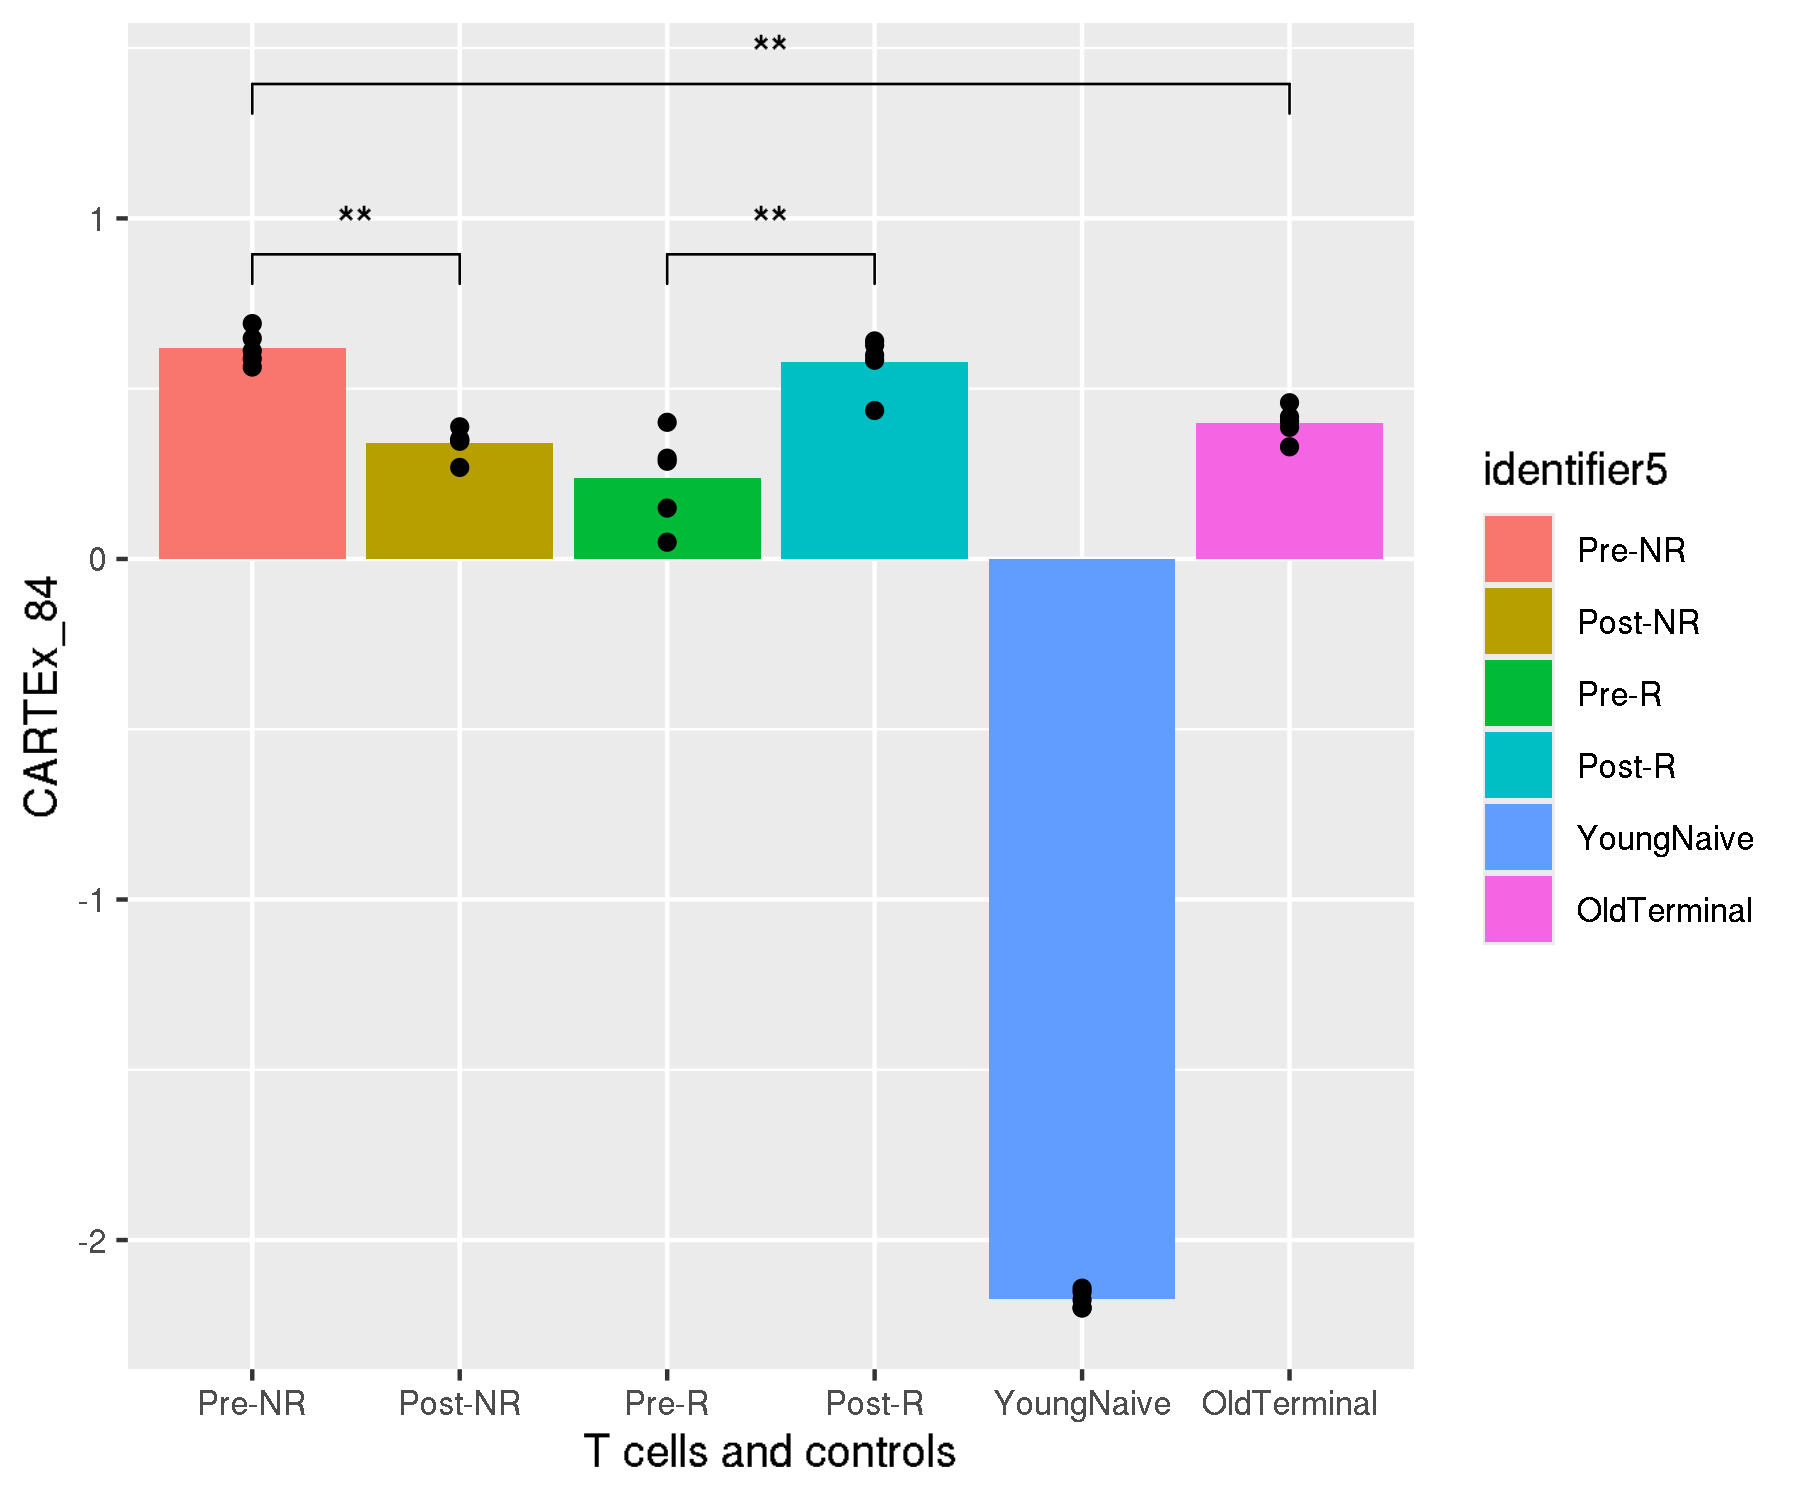 **
** **
1
0
-1
-2
CARTEx_84
Pre-NR Post-NR Pre-R Post-R YoungNaive OldTerminal
T cells and controls
identifier5
Pre-NR
Post-NR
Pre-R
Post-R
YoungNaive
OldTerminal